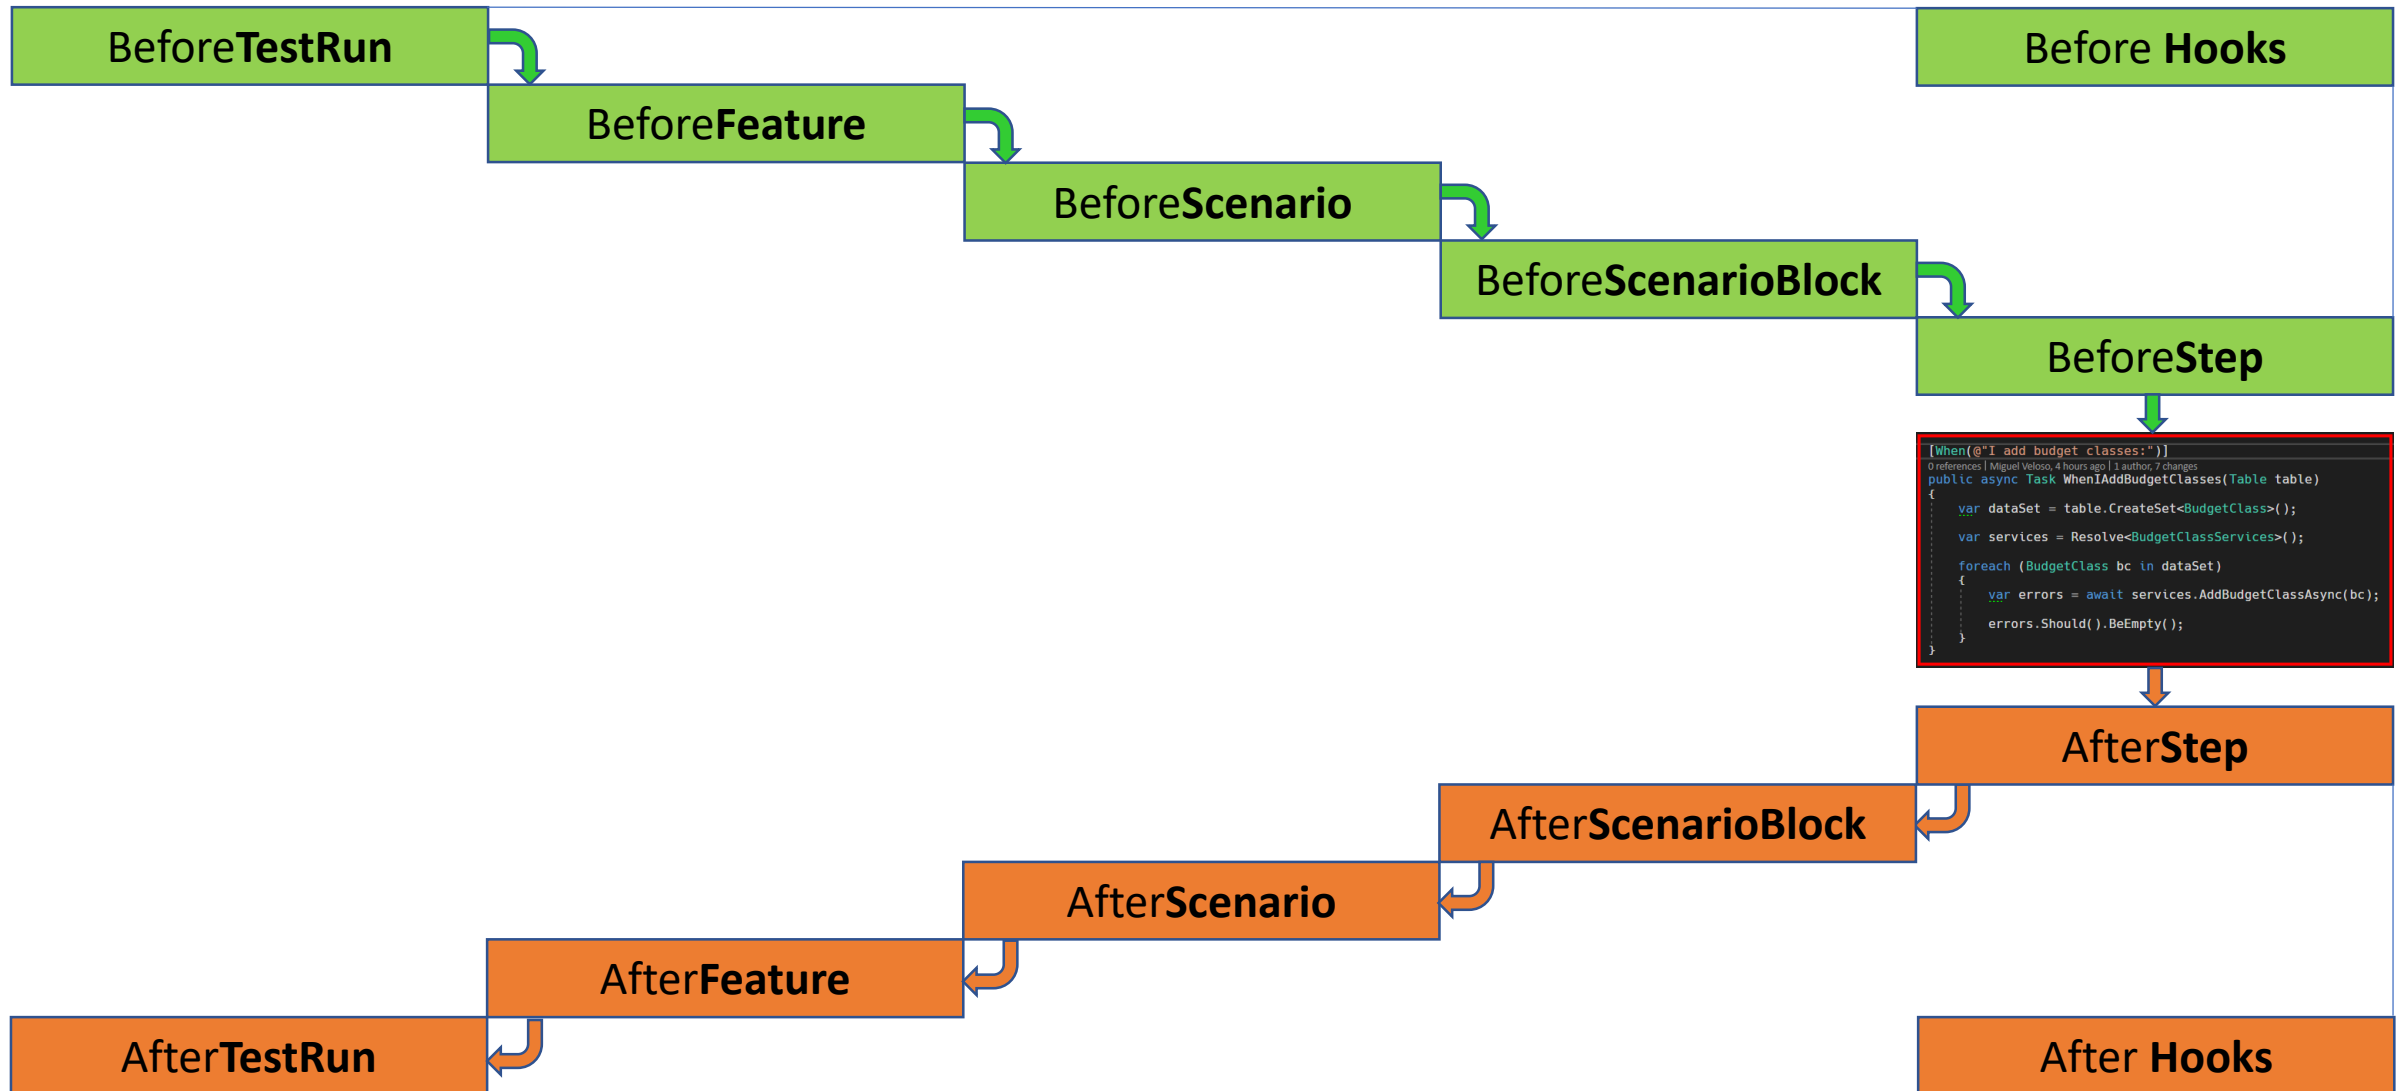 BeforeTestRun
Before Hooks
BeforeFeature
BeforeScenario
BeforeScenarioBlock
BeforeStep
[When(@"I add budget classes:")]
0 references | Miguel Veloso, 4 hours ago | 1 author, 7 changes
public async Task WhenIAddBudgetClasses(Table table)
{
var dataSet = table.CreateSet<BudgetClass>();
var services = Resolve<BudgetClassServices>();
foreach (BudgetClass bc in dataSet)
{
var errors = await services.AddBudgetClassAsync(bc);
errors.Should().BeEmpty();
}
}
AfterStep
AfterScenarioBlock
AfterScenario
AfterFeature
AfterTestRun
After Hooks